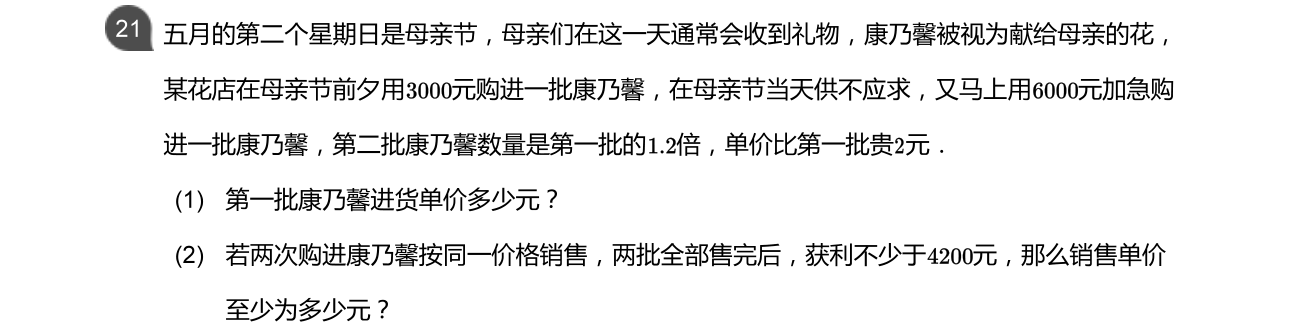 21 五月的第二个星期日是母亲节，母亲们在这一天通常会收到礼物，康乃馨被视为献给母亲的花，
某花店在母亲节前夕用3000元购进一批康乃馨，在母亲节当天供不应求，又马上用6000元加急购
进一批康乃馨，第二批康乃馨数量是第一批的1.2倍，单价比第一批贵2元．
(1) 第一批康乃馨进货单价多少元？
(2) 若两次购进康乃馨按同一价格销售，两批全部售完后，获利不少于4200元，那么销售单价
至少为多少元？